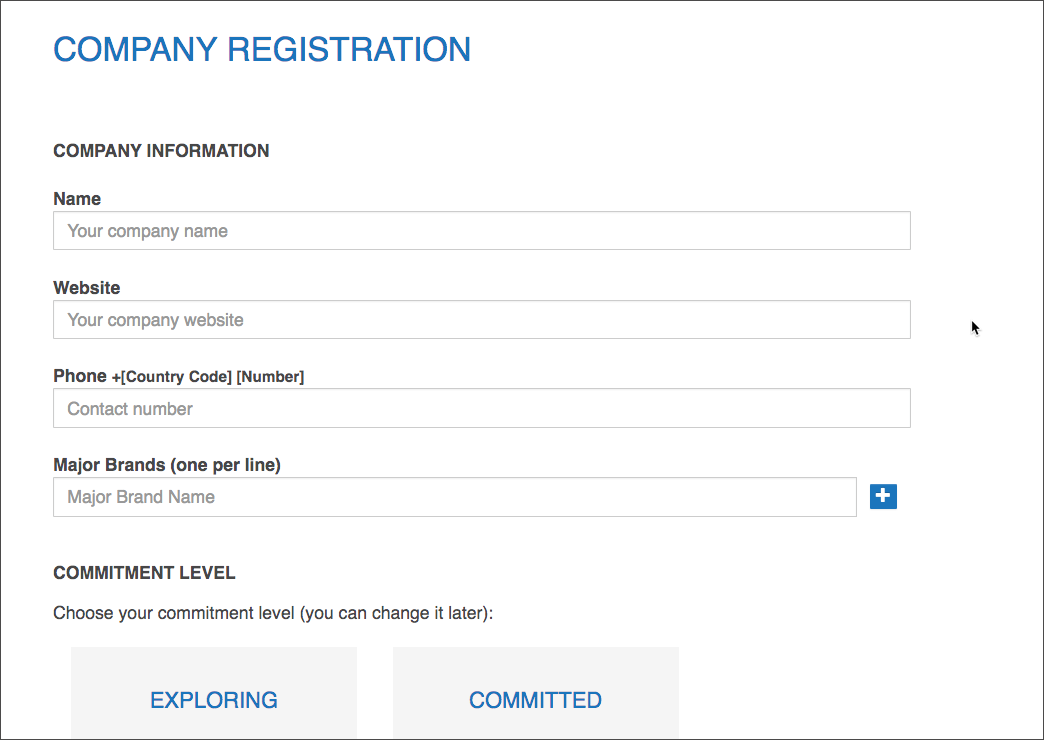 COMPANY REGISTRATION
COMPANY INFORMATION
Name
Your company name
Website
Your company website
Phone +[Country Code] [Number]
Contact number
Major Brands (one per line)
Major Brand Name
COMMITMENT LEVEL
Choose your commitment level (you can change it later):
EXPLORING COMMITTED